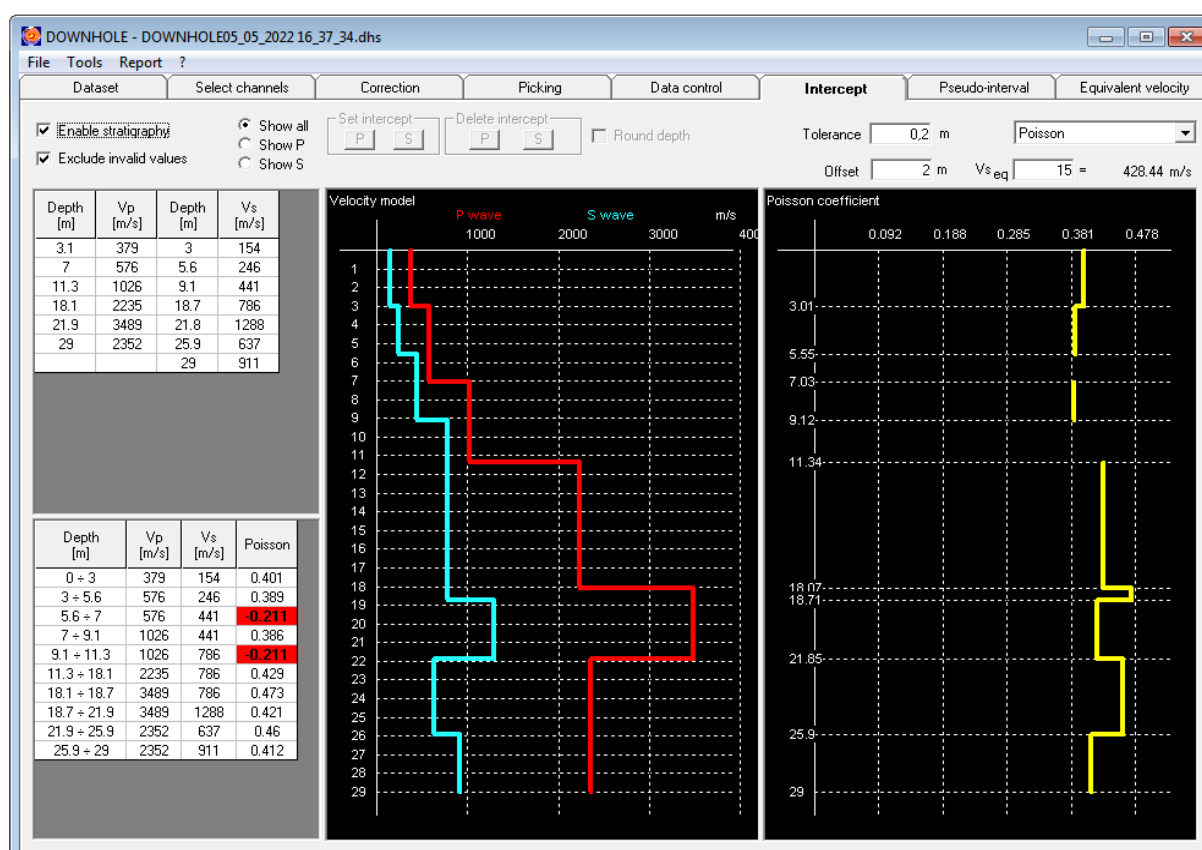 DOWNHOLE - DOWNHOLE05_05_2022 16_37_34.dhs
File Tools Report ?
Dataset Select channels Correction Picking Data control Intercept Pseudo-interval Equivalent velocity
Enable stratigraphy
Exclude invalid values
Show all
Show P
Show S
Set intercept
P S
Delete intercept
P S
Round depth
Tolerance 0,2 m
Poisson
Offset 2 m Vs eq 15 = 428.44 m/s
Depth [m] Vp [m/s] Depth [m] Vs [m/s]
3.1 379 3 154
7 576 5.6 246
11.3 1026 9.1 441
18.1 2235 18.7 786
21.9 3489 21.8 1288
29 2352 25.9 637
29 911
Depth [m] Vp [m/s] Vs [m/s] Poisson
0 ÷ 3 379 154 0.401
3 ÷ 5.6 576 246 0.389
5.6 ÷ 7 576 441 -0.211
7 ÷ 9.1 1026 441 0.386
9.1 ÷ 11.3 1026 786 -0.211
11.3 ÷ 18.1 2235 786 0.429
18.1 ÷ 18.7 3489 786 0.473
18.7 ÷ 21.9 3489 1288 0.421
21.9 ÷ 25.9 2352 637 0.46
25.9 ÷ 29 2352 911 0.412
Velocity model
P wave S wave m/s
1000 2000 3000 400
1
2
3
4
5
6
7
8
9
10
11
12
13
14
15
16
17
18
19
20
21
22
23
24
25
26
27
28
29
Poisson coefficient
0.092 0.188 0.285 0.381 0.478
3.01
5.55
7.03
9.12
11.34
18.07
18.71
21.85
25.9
29